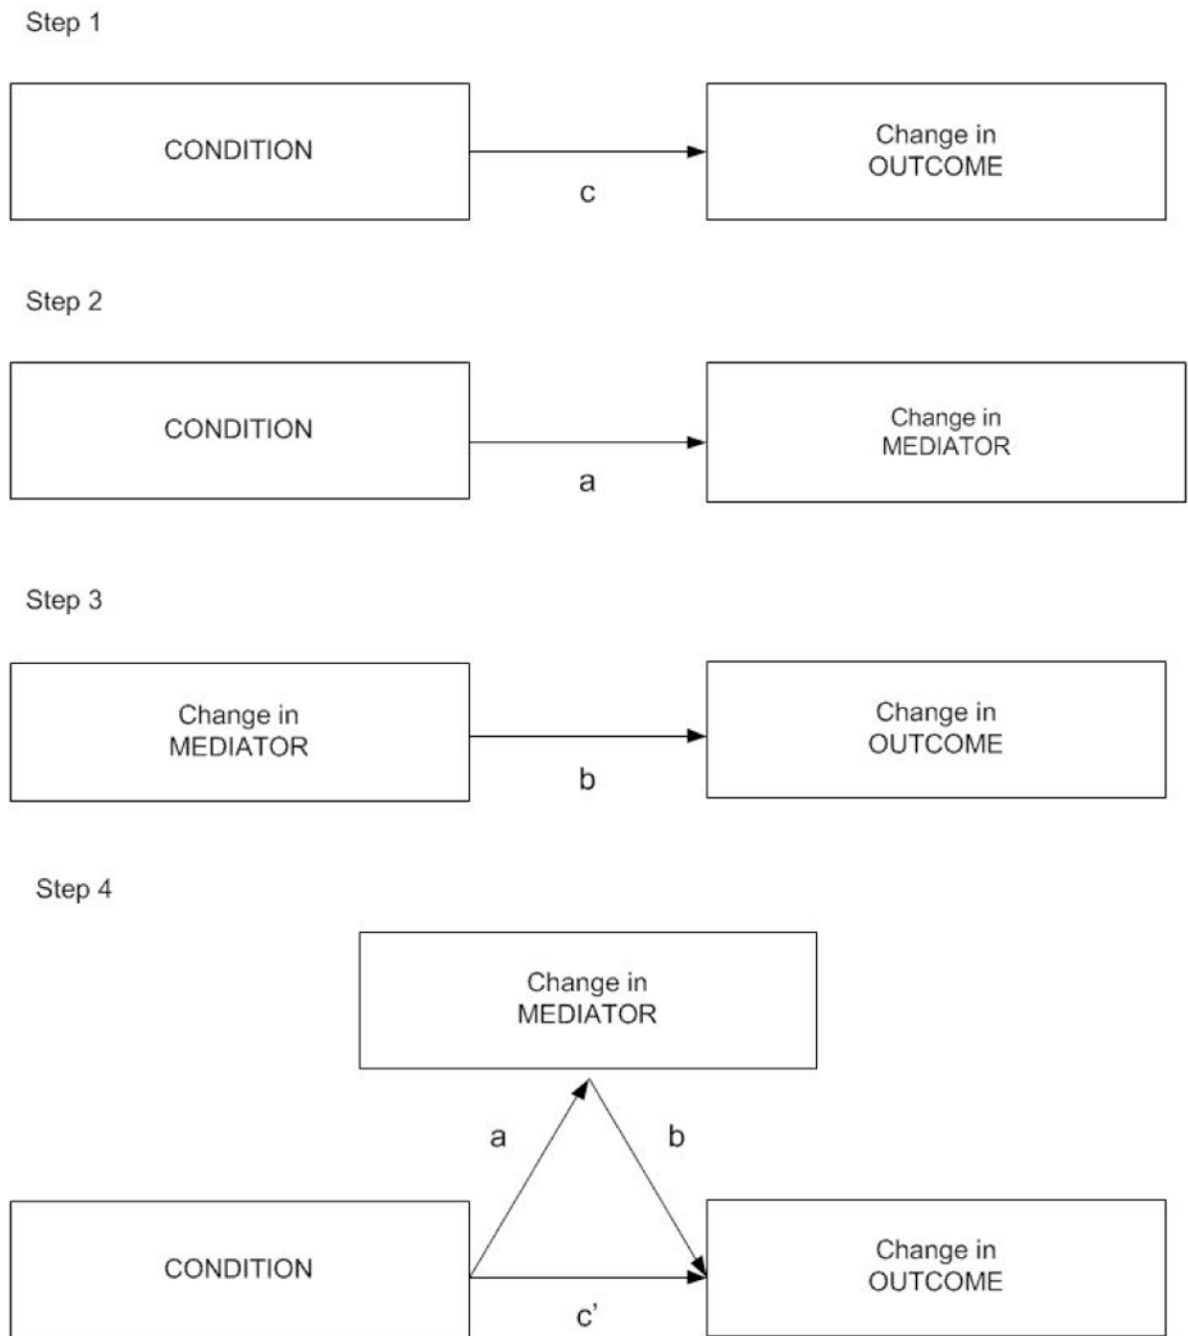 Step 1
CONDITION
c
Change in
OUTCOME
Step 2
CONDITION
a
Change in
MEDIATOR
Step 3
Change in
MEDIATOR
b
Change in
OUTCOME
Step 4
Change in
MEDIATOR
a
b
CONDITION
c’
Change in
OUTCOME